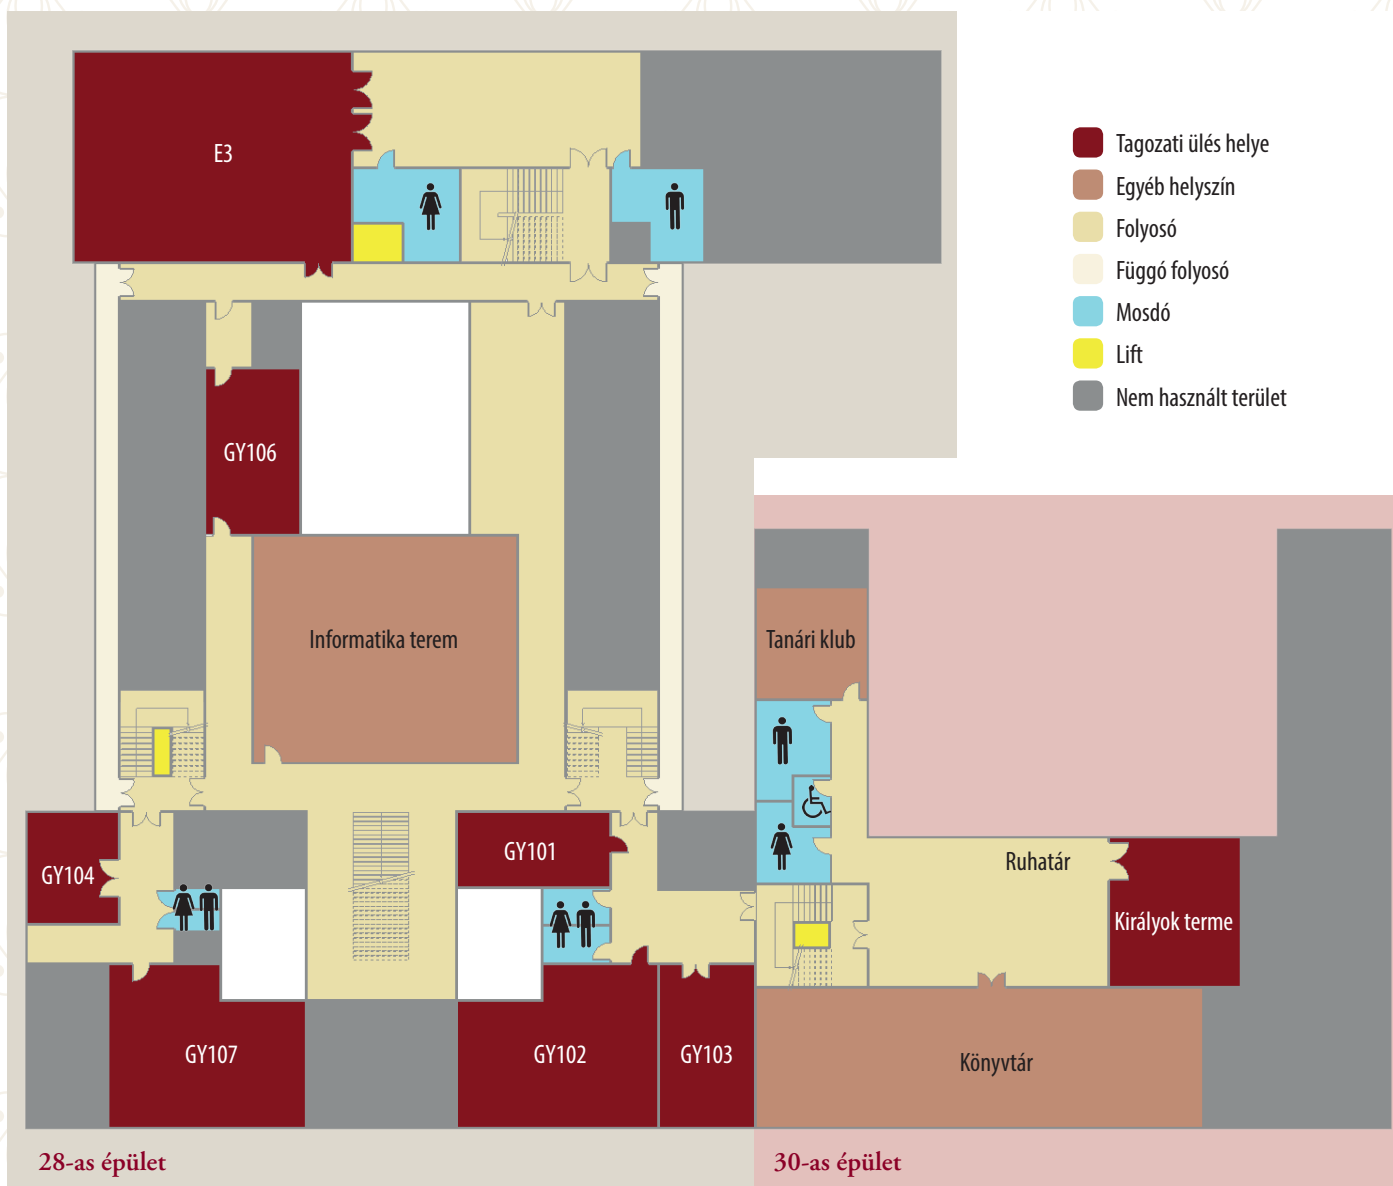 E3
Tagozati ülés helye
Egyéb helyszín
Folyosó
Függó folyosó
Mosdó
Lift
Nem használt terület
GY106
Informatika terem
Tanári klub
GY104
GY101
Ruhatár
Királyok terme
GY107
GY102
GY103
Könyvtár
28-as épület
30-as épület